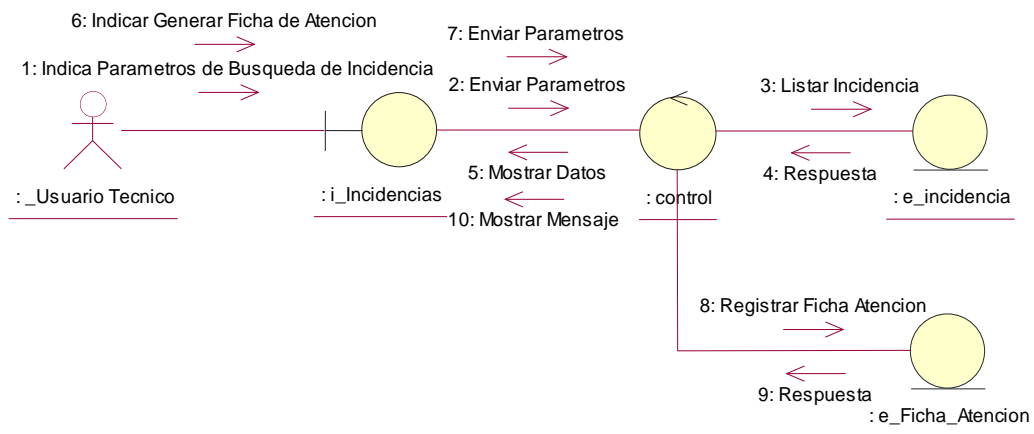 6: Indicar Generar Ficha de Atencion
7: Enviar Parametros
1: Indica Parametros de Busqueda de Incidencia
2: Enviar Parametros
3: Listar Incidencia
5: Mostrar Datos
4: Respuesta
: _Usuario Tecnico
: i_Incidencias
: control
: e_incidencia
10: Mostrar Mensaje
8: Registrar Ficha Atencion
9: Respuesta
: e_Ficha_Atencion